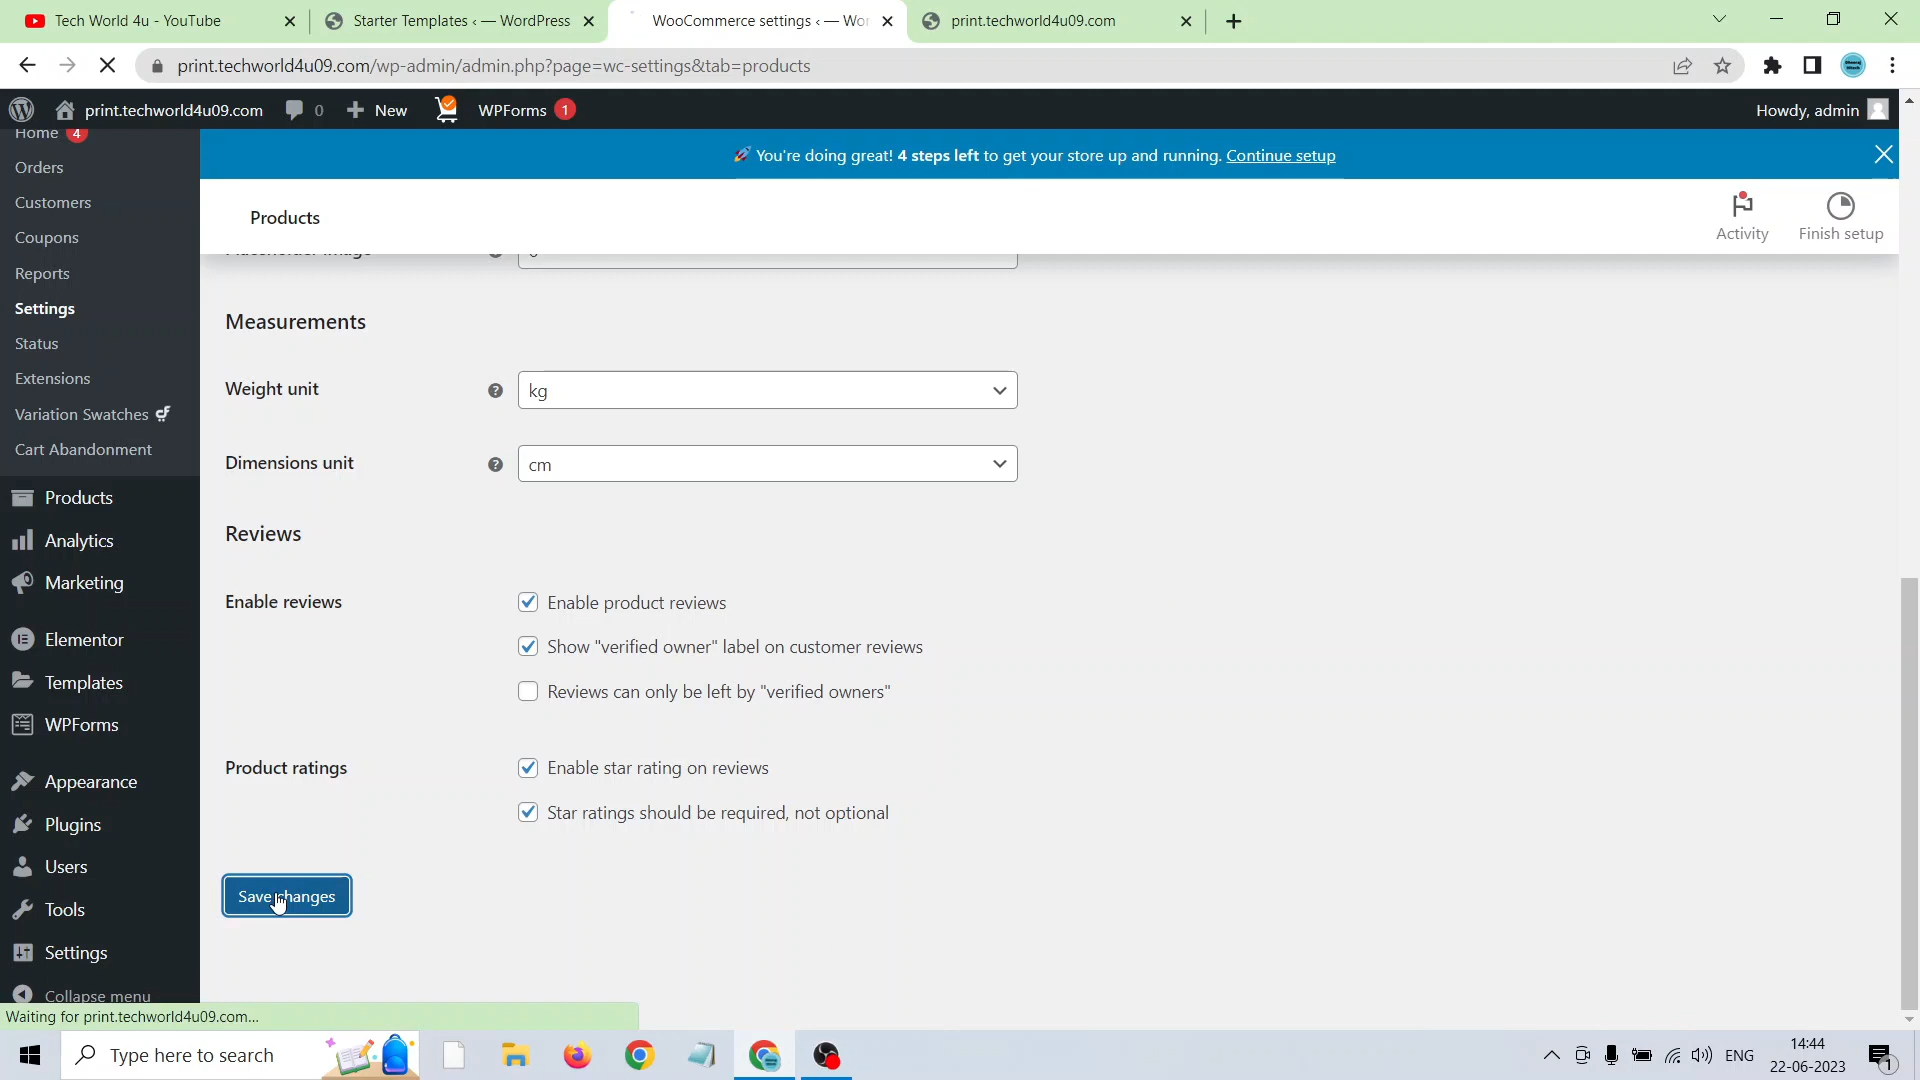 Tech World 4u - YouTube
Starter Templates ‹ — WordPress
WooCommerce settings ‹ — Wor
print.techworld4u09.com
print.techworld4u09.com/wp-admin/admin.php?page=wc-settings&tab=products
print.techworld4u09.com
0
New
WPForms
1
Howdy, admin
Home 4
Orders
Customers
Coupons
Reports
Settings
Status
Extensions
Variation Swatches
Cart Abandonment
Products
Analytics
Marketing
Elementor
Templates
WPForms
Appearance
Plugins
Users
Tools
Settings
Collapse menu
🚀 You're doing great! 4 steps left to get your store up and running. Continue setup
Products
Activity
Finish setup
Measurements
Weight unit
kg
Dimensions unit
cm
Reviews
Enable reviews
Enable product reviews
Show "verified owner" label on customer reviews
Reviews can only be left by "verified owners"
Product ratings
Enable star rating on reviews
Star ratings should be required, not optional
Save changes
Waiting for print.techworld4u09.com...
Type here to search
ENG
14:44
22-06-2023
1